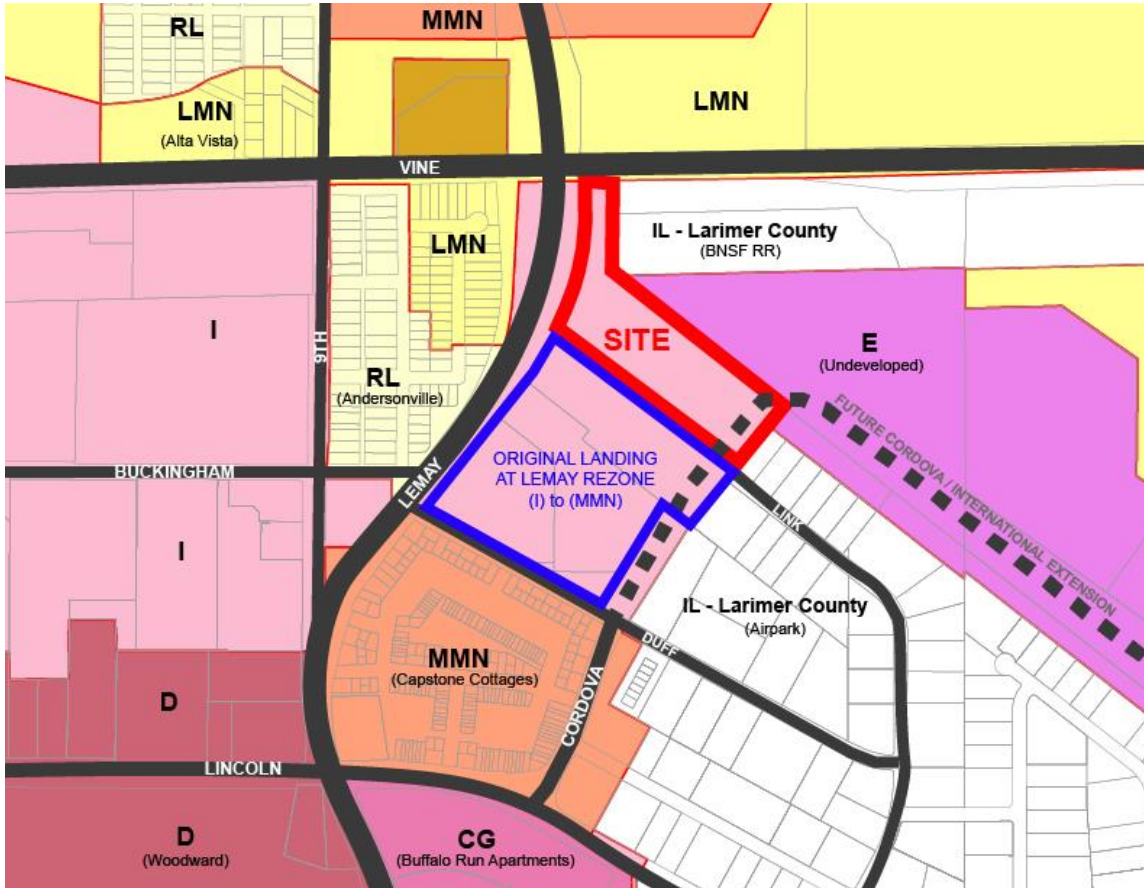 RL
MMN
LMN
(Alta Vista)
LMN
VINE
LMN
IL - Larimer County
(BNSF RR)
I
9TH
SITE
E
(Undeveloped)
RL
(Andersonville)
LEMAY
BUCKINGHAM
ORIGINAL LANDING
AT LEMAY REZONE
(I) to (MMN)
FUTURE CORDOVA / INTERNATIONAL EXTENSION
LINK
I
IL - Larimer County
(Airpark)
DUFF
MMN
(Capstone Cottages)
CORDOVA
D
LINCOLN
D
(Woodward)
CG
(Buffalo Run Apartments)